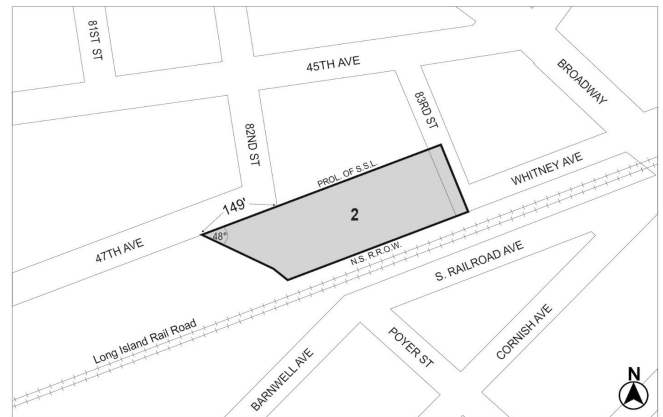 81ST ST
45TH AVE
BROADWAY
82ND ST
83RD ST
PROL. OF S.S.L.
WHITNEY AVE
149'
2
48°
47TH AVE
N.S. R.R.O.W.
S. RAILROAD AVE
Long Island Rail Road
POYER ST
CORNISH AVE
BARNWELL AVE
N